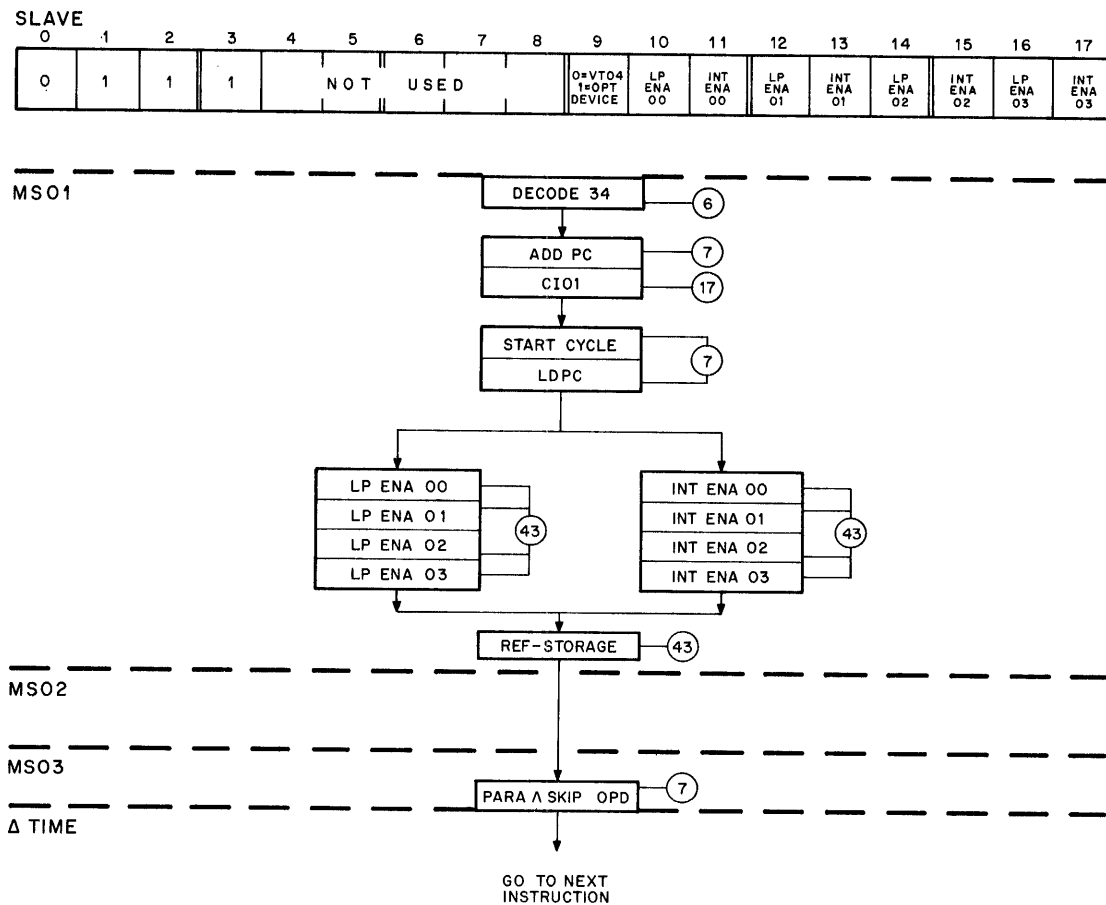 SLAVE
0 1 2 3 4 5 6 7 8 9 10 11 12 13 14 15 16 17
0 1 1 1 NOT USED 0=VT04 1=OPT DEVICE LP ENA 00 INT ENA 00 LP ENA 01 INT ENA 01 LP ENA 02 INT ENA 02 LP ENA 03 INT ENA 03
MS01
DECODE 34
6
ADD PC
7
CI01
17
START CYCLE
7
LDPC
LP ENA 00
LP ENA 01
LP ENA 02
LP ENA 03
43
INT ENA 00
INT ENA 01
INT ENA 02
INT ENA 03
43
REF-STORAGE
43
MS02
MS03
PARA Λ SKIP OPD
7
Δ TIME
GO TO NEXT
INSTRUCTION